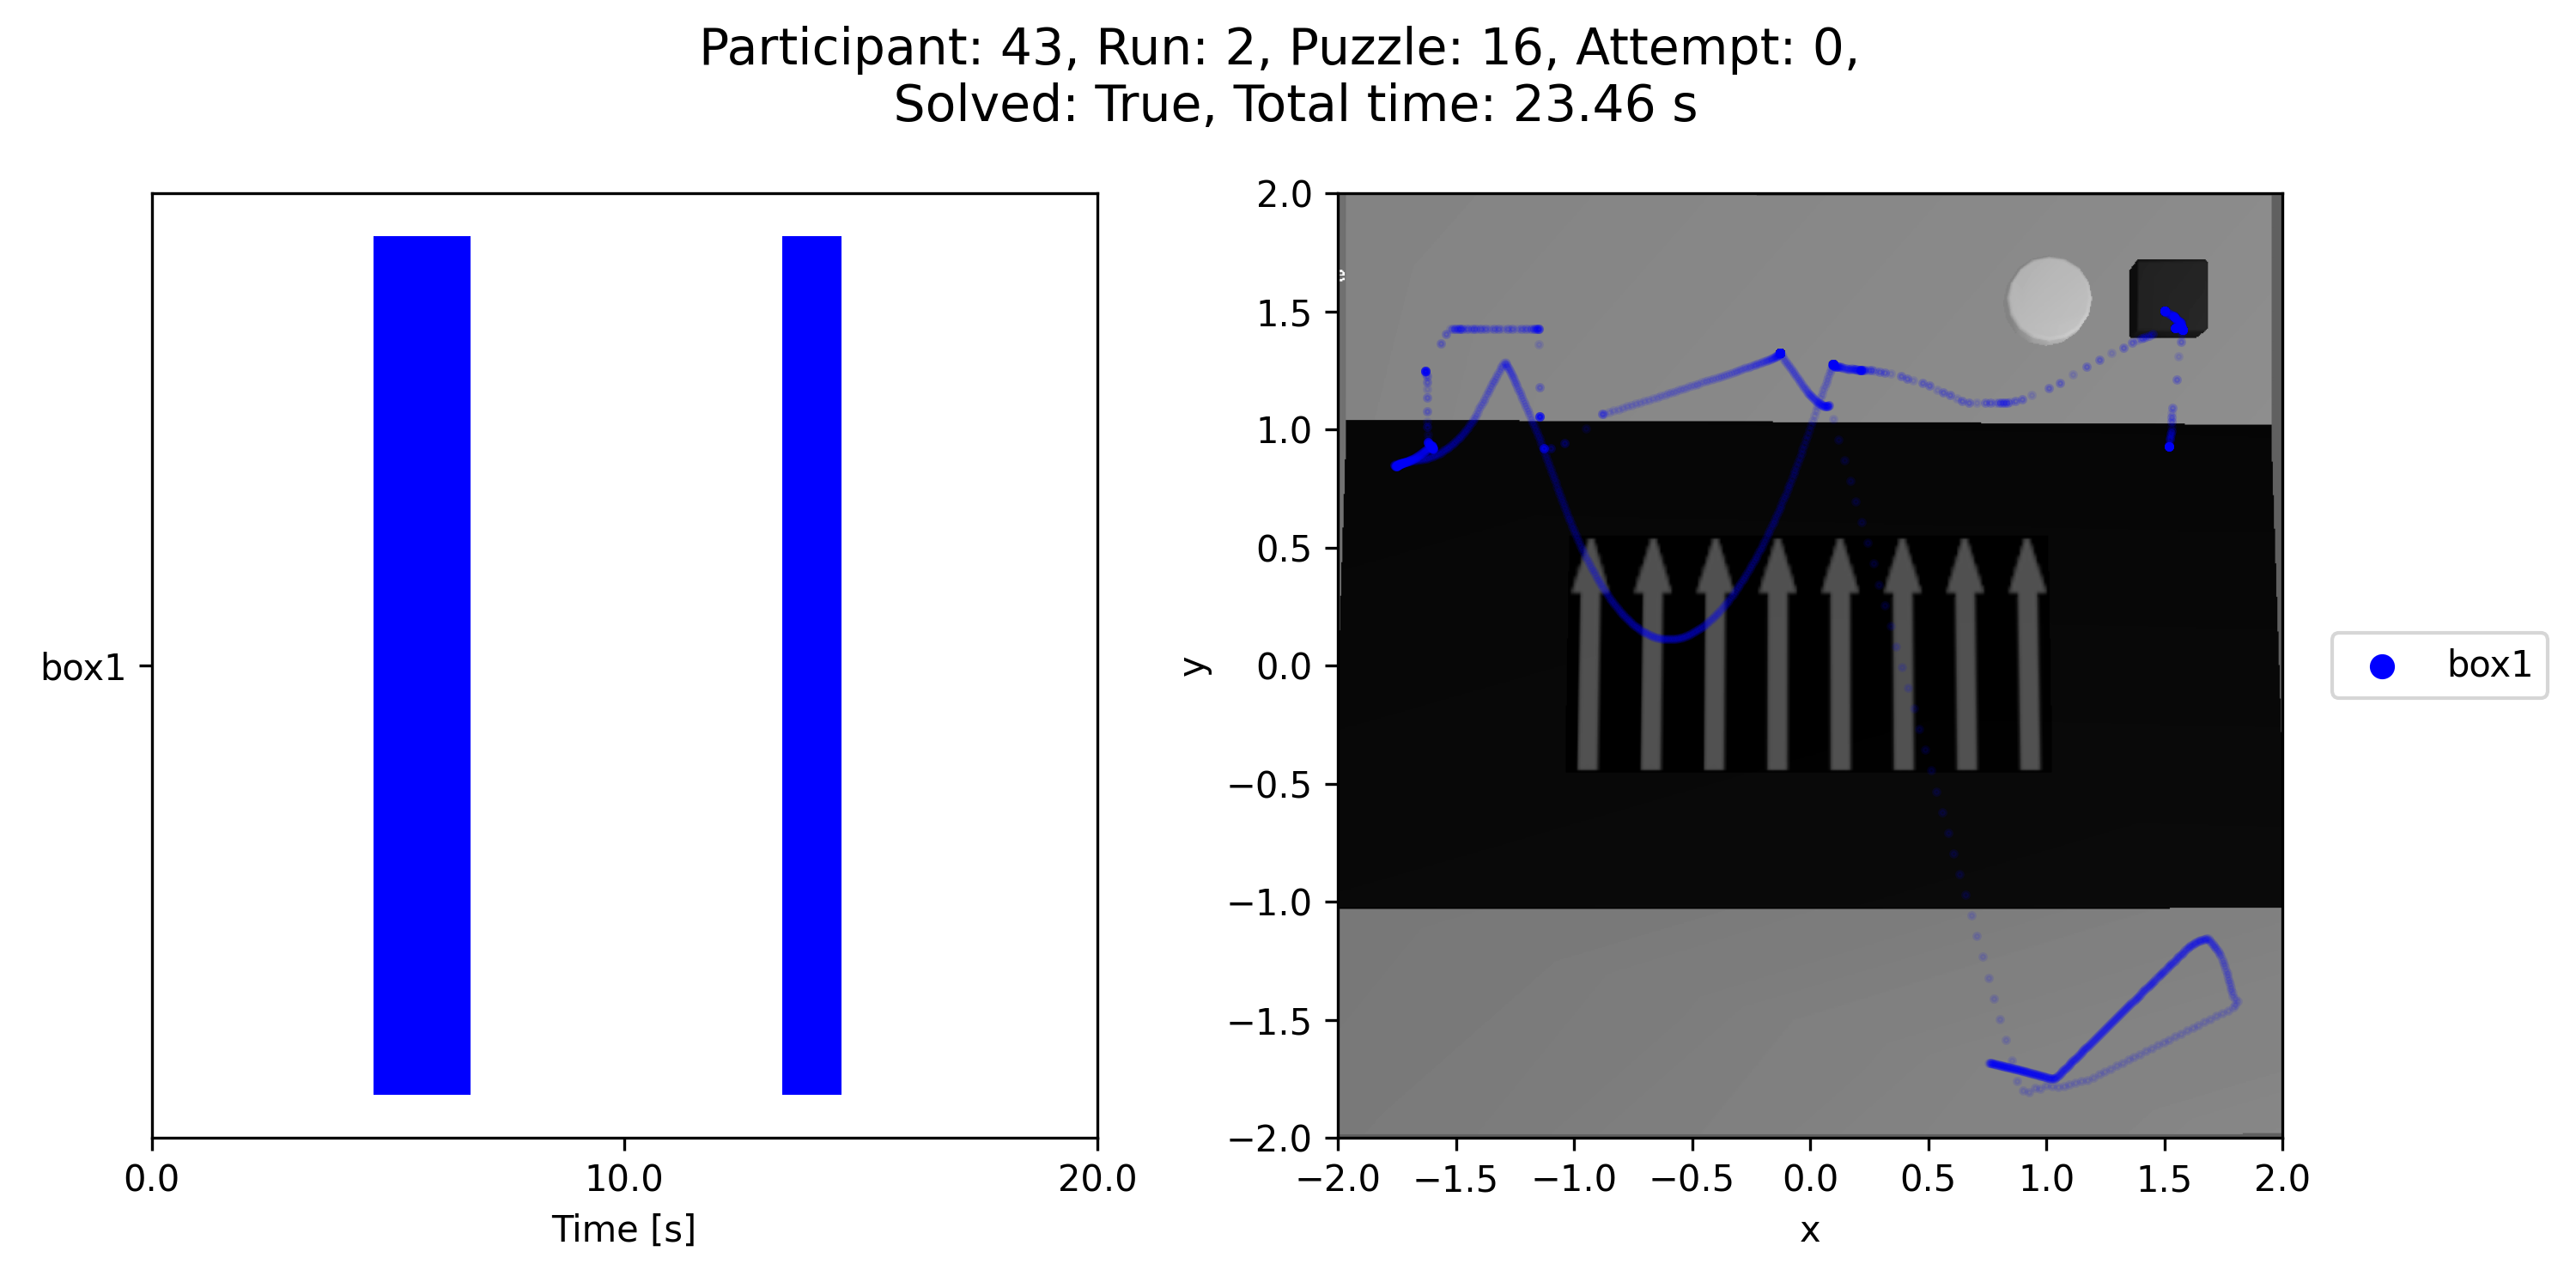 Participant: 43, Run: 2, Puzzle: 16, Attempt: 0,
Solved: True, Total time: 23.46 s
box1
0.0
10.0
20.0
Time [s]
2.0
1.5
1.0
0.5
0.0
−0.5
−1.0
−1.5
−2.0
y
e
−2.0
−1.5
−1.0
−0.5
0.0
0.5
1.0
1.5
2.0
x
box1